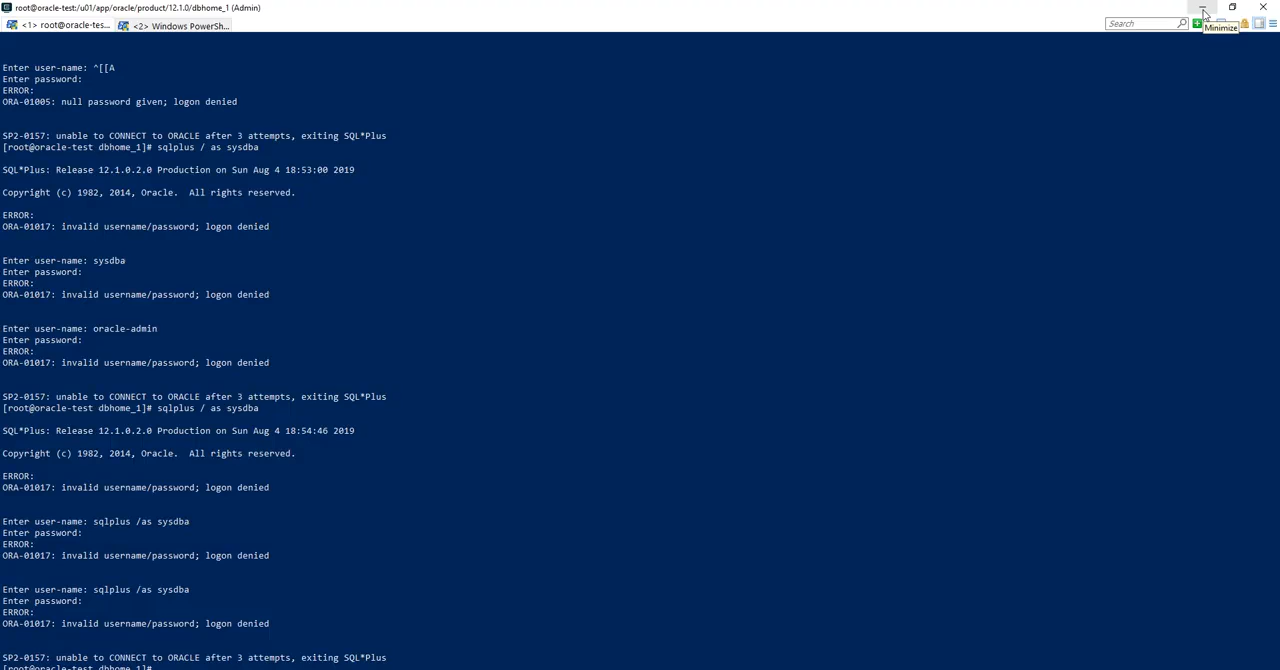 root@oracle-test:/u01/app/oracle/product/12.1.0/dbhome_1 (Admin)
<1> root@oracle-tes...
<2> Windows PowerSh...
Search
Minimize
Enter user-name: ^[[A
Enter password:
ERROR:
ORA-01005: null password given; logon denied
SP2-0157: unable to CONNECT to ORACLE after 3 attempts, exiting SQL*Plus
[root@oracle-test dbhome_1]# sqlplus / as sysdba
SQL*Plus: Release 12.1.0.2.0 Production on Sun Aug 4 18:53:00 2019
Copyright (c) 1982, 2014, Oracle.  All rights reserved.
ERROR:
ORA-01017: invalid username/password; logon denied
Enter user-name: sysdba
Enter password:
ERROR:
ORA-01017: invalid username/password; logon denied
Enter user-name: oracle-admin
Enter password:
ERROR:
ORA-01017: invalid username/password; logon denied
SP2-0157: unable to CONNECT to ORACLE after 3 attempts, exiting SQL*Plus
[root@oracle-test dbhome_1]# sqlplus / as sysdba
SQL*Plus: Release 12.1.0.2.0 Production on Sun Aug 4 18:54:46 2019
Copyright (c) 1982, 2014, Oracle.  All rights reserved.
ERROR:
ORA-01017: invalid username/password; logon denied
Enter user-name: sqlplus /as sysdba
Enter password:
ERROR:
ORA-01017: invalid username/password; logon denied
Enter user-name: sqlplus /as sysdba
Enter password:
ERROR:
ORA-01017: invalid username/password; logon denied
SP2-0157: unable to CONNECT to ORACLE after 3 attempts, exiting SQL*Plus
[root@oracle-test dbhome_1]#